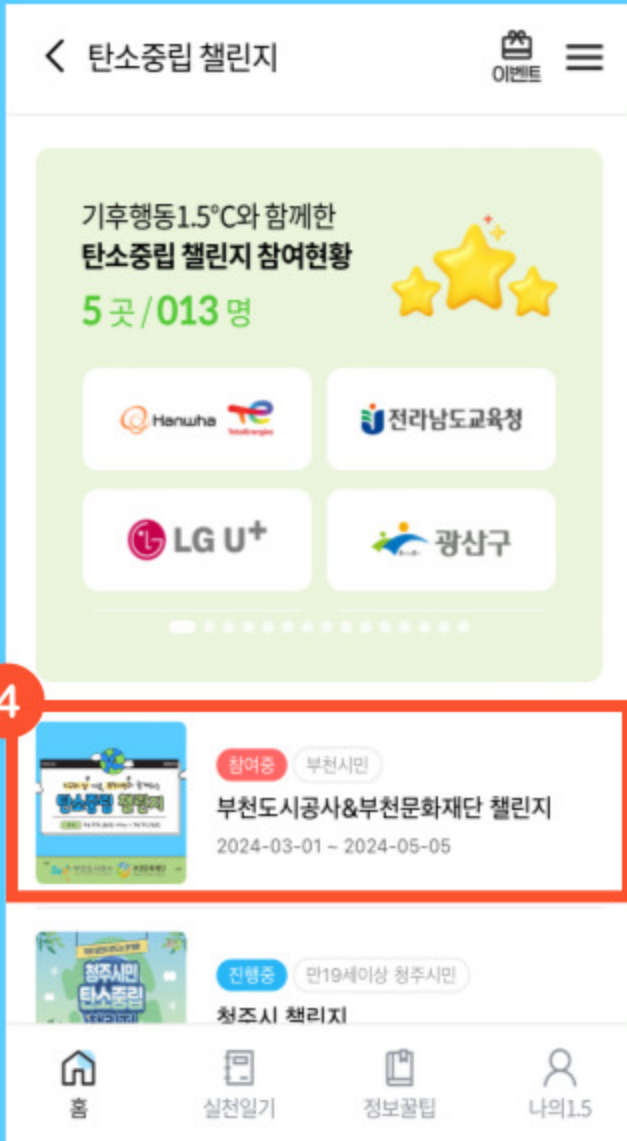 탄소중립 챌린지
이벤트
기후행동1.5°C와 함께한
탄소중립 챌린지 참여현황
5 곳 / 013 명
Hanwha
TotalEnergies
전라남도교육청
LG U+
광산구
4
탄소중립 챌린지
참여중
부천시민
부천도시공사&부천문화재단 챌린지
2024-03-01 ~ 2024-05-05
청주시민
탄소중립
챌린지
진행중
만19세이상 청주시민
청주시 챌린지
홈
실천일기
정보꿀팁
나의1.5